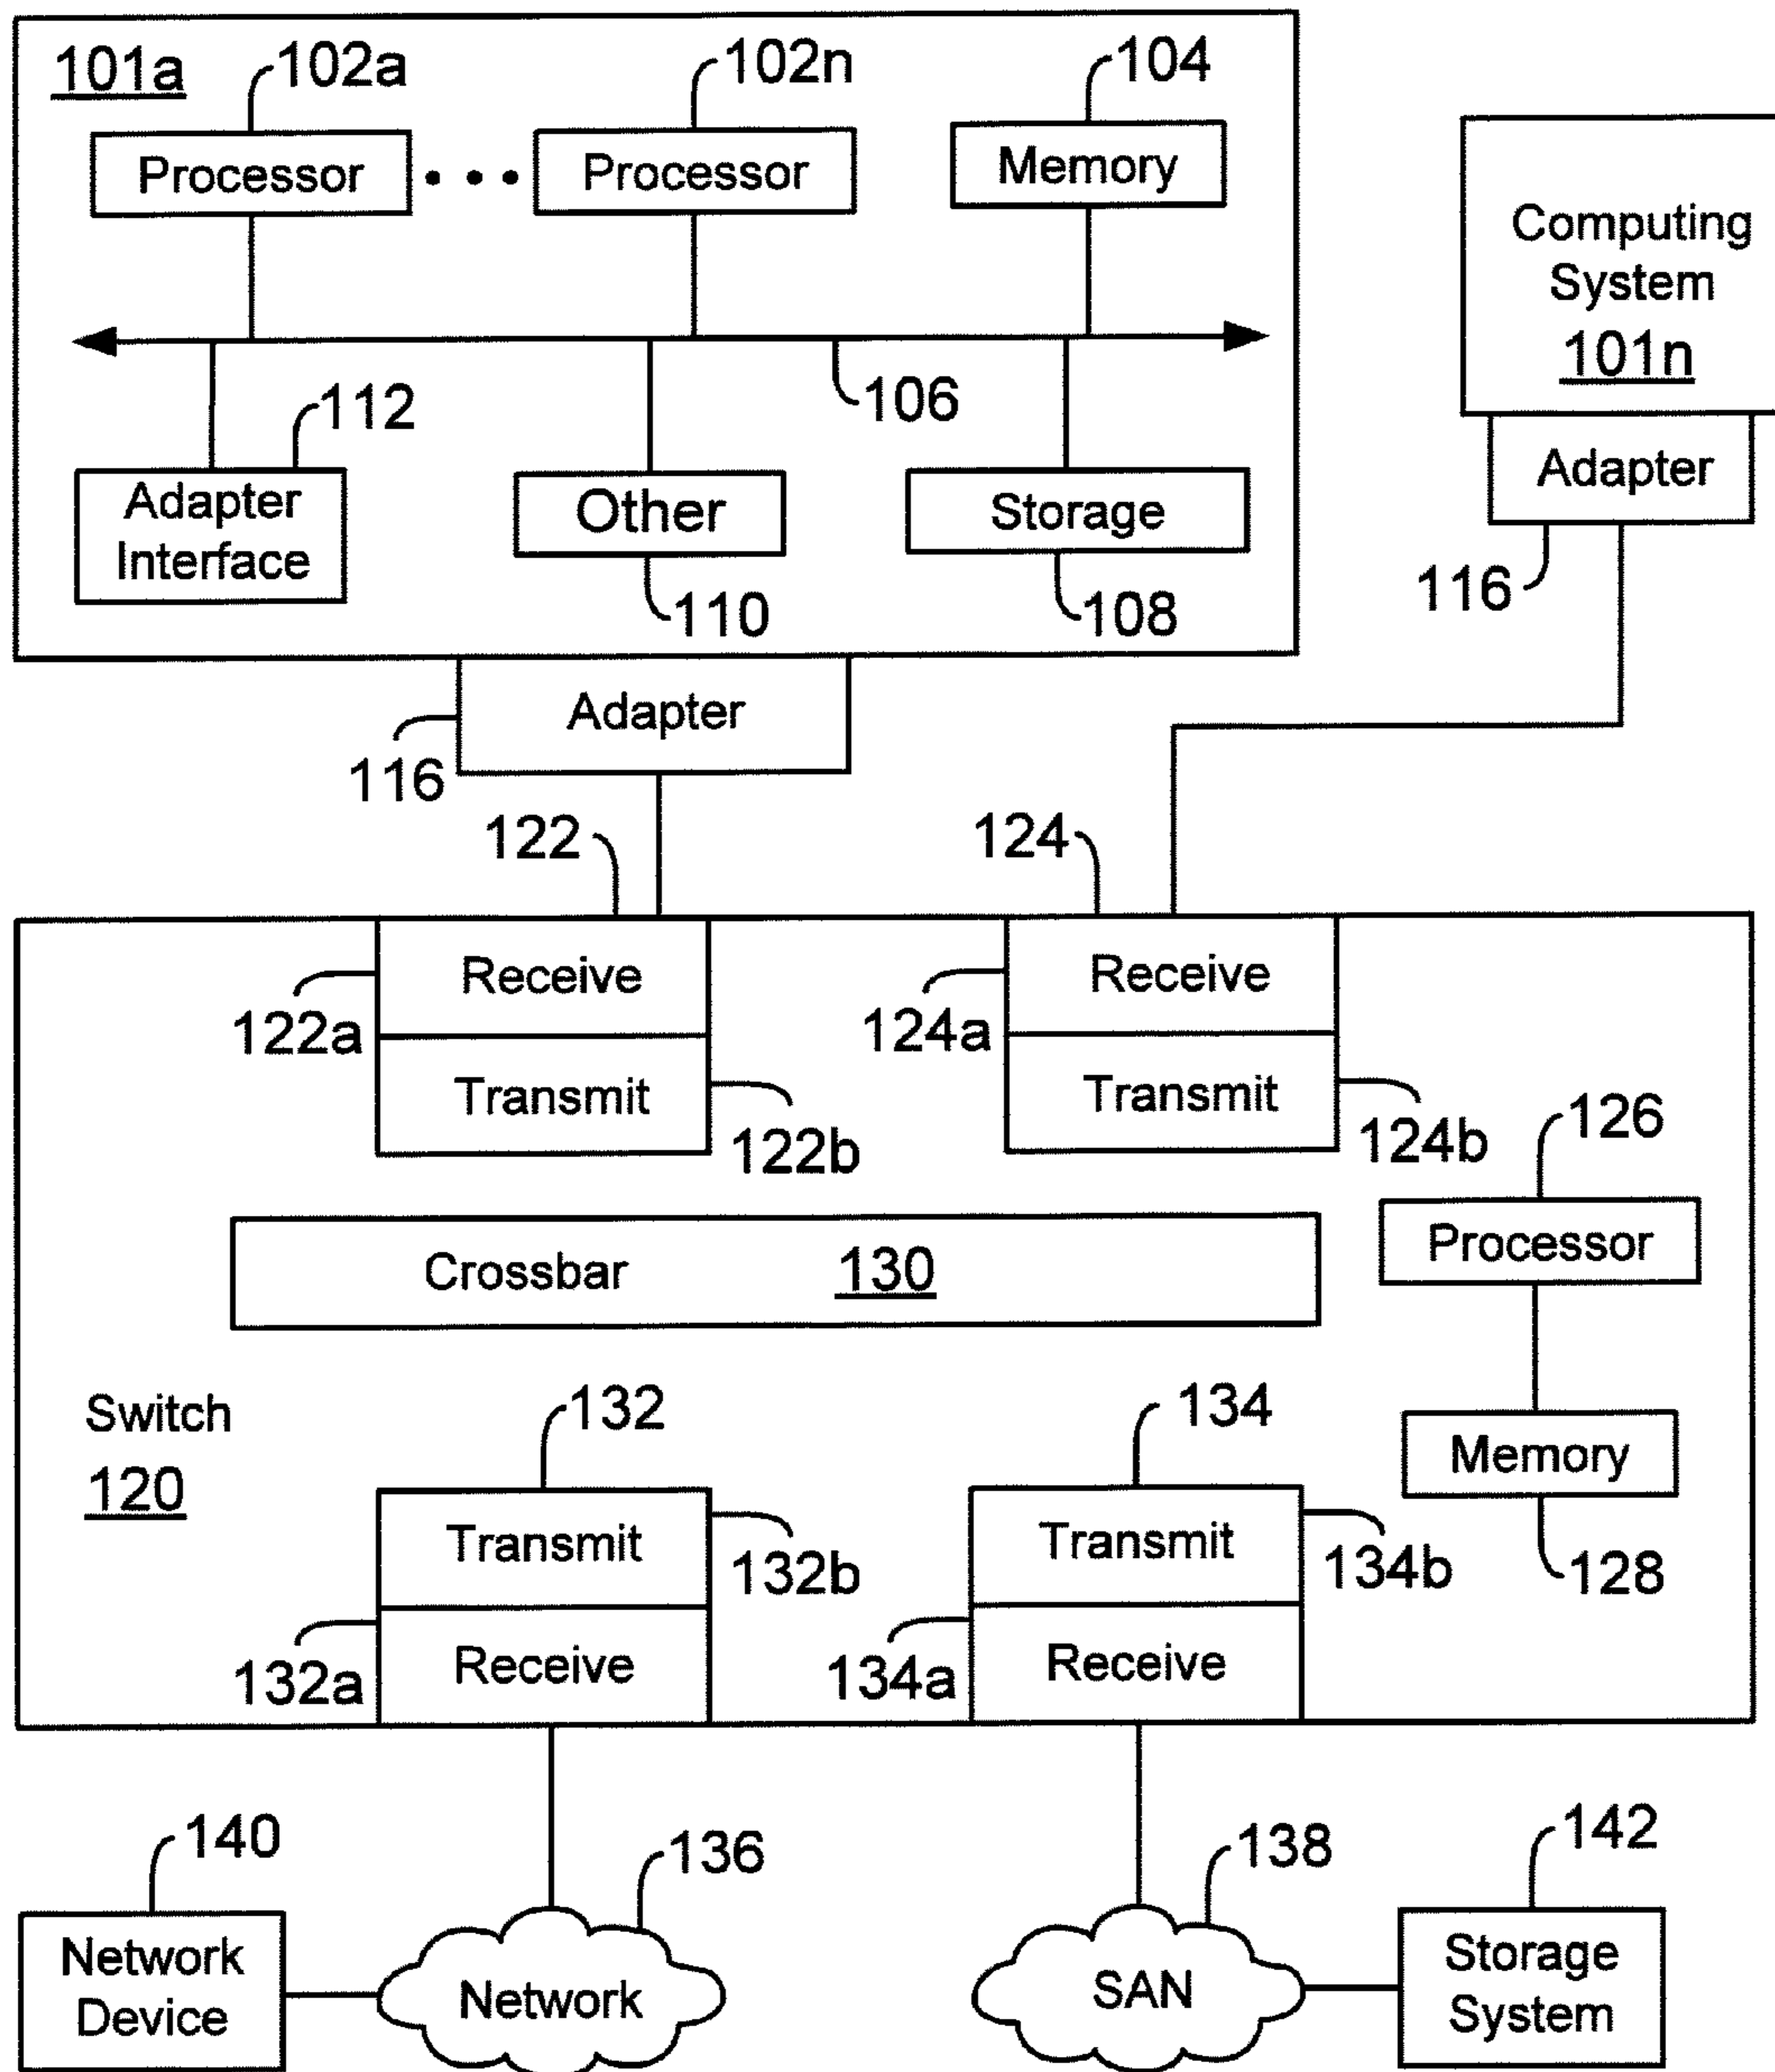 101a
102a
102n
104
Processor
Processor
Memory
Computing
System
101n
106
112
Adapter
Interface
Other
Storage
Adapter
110
108
116
Adapter
116
122
124
Receive
Receive
122a
124a
Transmit
Transmit
122b
124b
126
Processor
Crossbar 130
Switch
120
132
134
Memory
Transmit
Transmit
132b
134b
128
132a
Receive
134a
Receive
140
136
138
142
Network
Device
Network
SAN
Storage
System